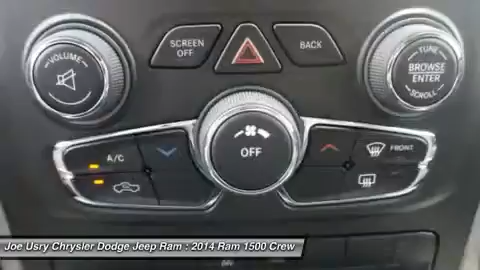 VOLUME
SCREEN
OFF
BACK
TUNE
BROWSE
ENTER
SCROLL
A/C
OFF
FRONT
Joe Usry Chrysler Dodge Jeep Ram : 2014 Ram 1500 Crew